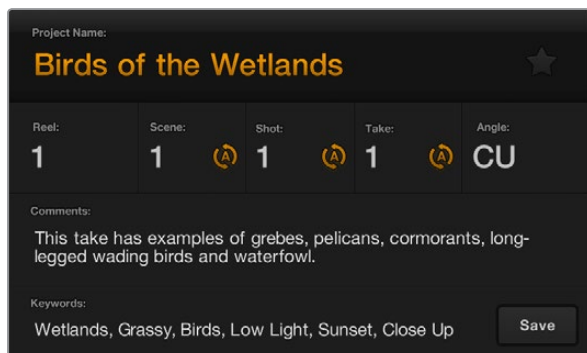 Project Name:
Birds of the Wetlands
Reel: Scene: Shot: Take: Angle:
1 1 A 1 A 1 A CU
Comments:
This take has examples of grebes, pelicans, cormorants, long-
legged wading birds and waterfowl.
Keywords:
Wetlands, Grassy, Birds, Low Light, Sunset, Close Up
Save